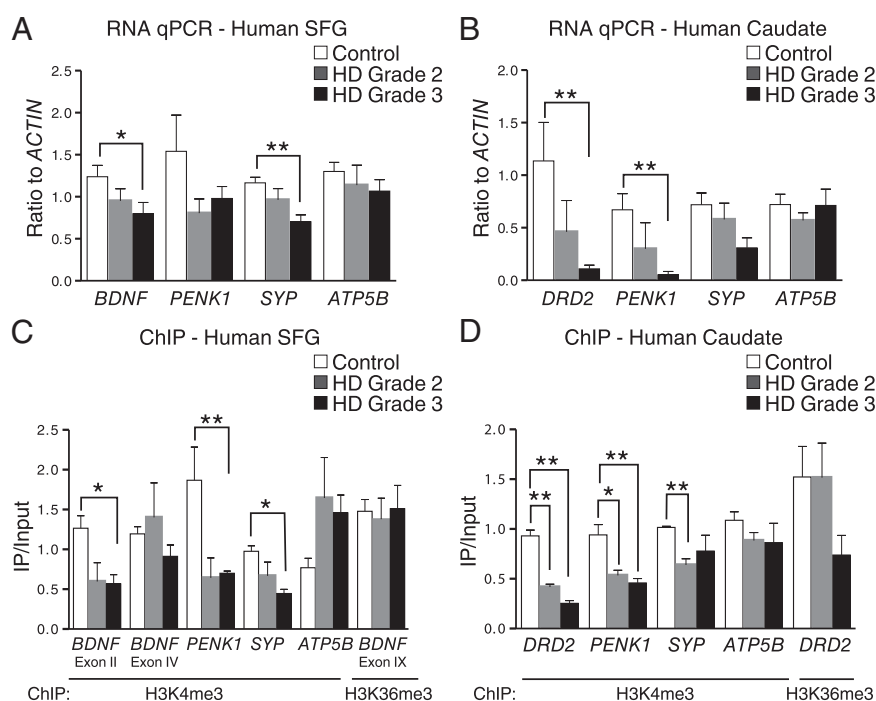 A
RNA qPCR - Human SFG
Control
HD Grade 2
HD Grade 3
Ratio to ACTIN
2.5
2.0
1.5
1.0
0.5
0.0
*
**
BDNF PENK1 SYP ATP5B
B
RNA qPCR - Human Caudate
Control
HD Grade 2
HD Grade 3
Ratio to ACTIN
2.0
1.5
1.0
0.5
0.0
**
**
DRD2 PENK1 SYP ATP5B
C
ChIP - Human SFG
Control
HD Grade 2
HD Grade 3
IP/Input
2.5
2.0
1.5
1.0
0.5
0.0
*
**
*
BDNF BDNF PENK1 SYP ATP5B BDNF
Exon II Exon IV Exon IX
ChIP: H3K4me3 H3K36me3
D
ChIP - Human Caudate
Control
HD Grade 2
HD Grade 3
IP/Input
2.0
1.5
1.0
0.5
0.0
**
**
**
*
**
DRD2 PENK1 SYP ATP5B DRD2
ChIP: H3K4me3 H3K36me3